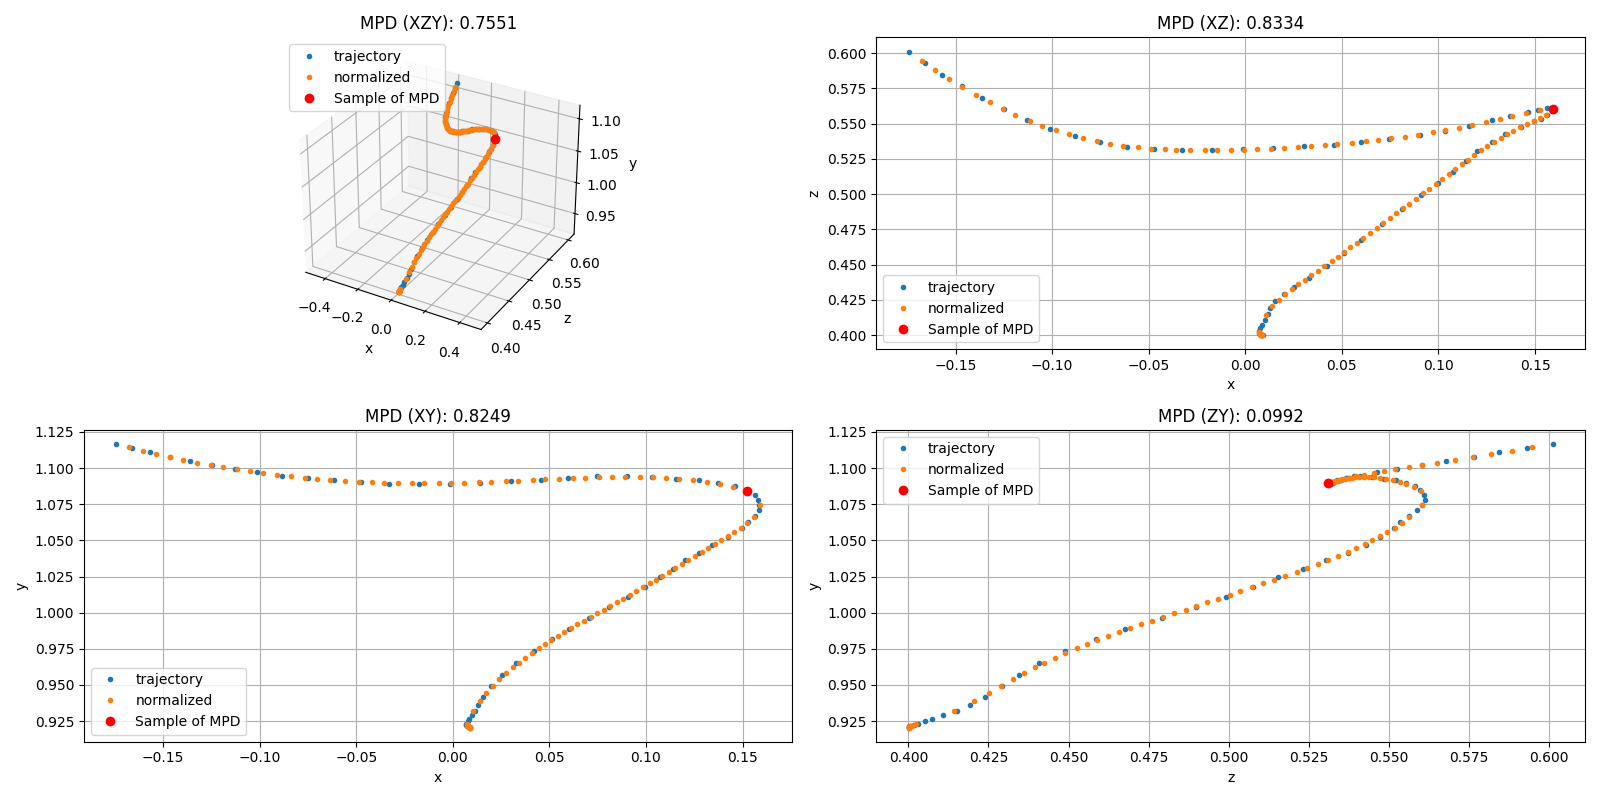 MPD (XZY): 0.7551
trajectory
normalized
Sample of MPD
1.10
1.05
1.00
0.95
y
−0.4
−0.2
0.0
0.2
0.4
x
0.40
0.45
0.50
0.55
0.60
z
MPD (XZ): 0.8334
0.600
0.575
0.550
0.525
0.500
0.475
0.450
0.425
0.400
z
trajectory
normalized
Sample of MPD
−0.15 −0.10 −0.05 0.00 0.05 0.10 0.15
x
MPD (XY): 0.8249
1.125
1.100
1.075
1.050
1.025
1.000
0.975
0.950
0.925
y
trajectory
normalized
Sample of MPD
−0.15 −0.10 −0.05 0.00 0.05 0.10 0.15
x
MPD (ZY): 0.0992
trajectory
normalized
Sample of MPD
1.125
1.100
1.075
1.050
1.025
1.000
0.975
0.950
0.925
y
0.400 0.425 0.450 0.475 0.500 0.525 0.550 0.575 0.600
z